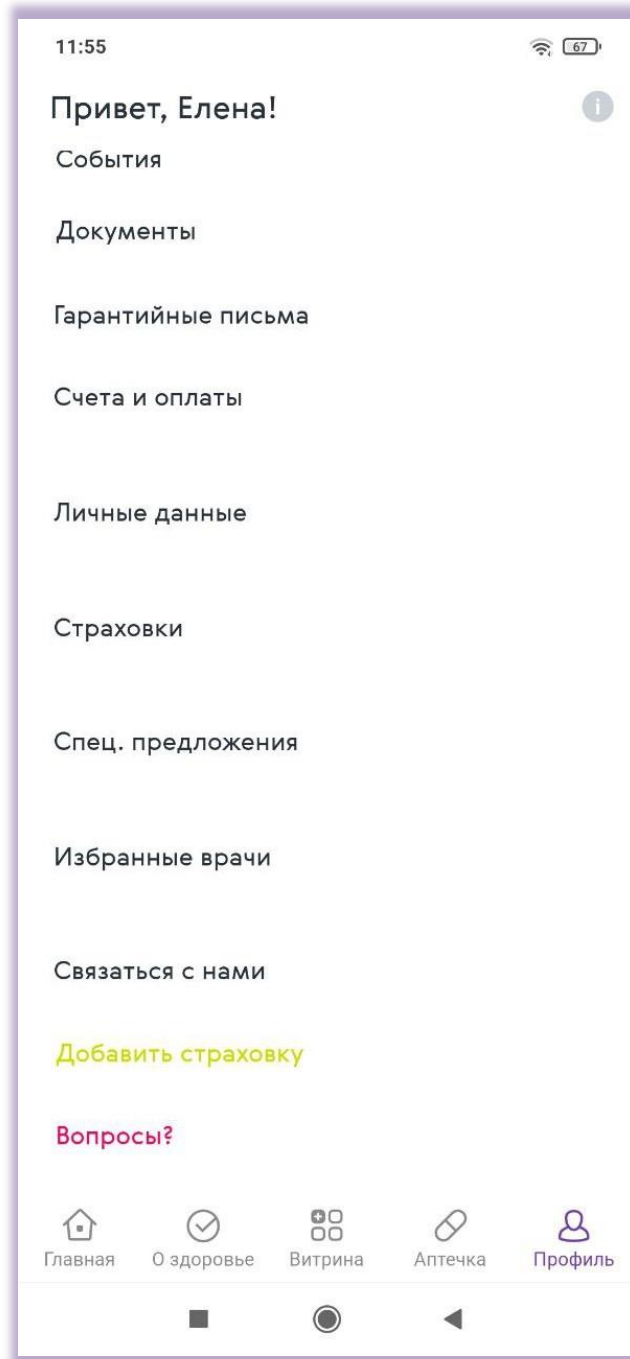 11:55
67
Привет, Елена!
События
Документы
Гарантийные письма
Счета и оплаты
Личные данные
Страховки
Спец. предложения
Избранные врачи
Связаться с нами
Добавить страховку
Вопросы?
Главная О здоровье Витрина Аптечка Профиль